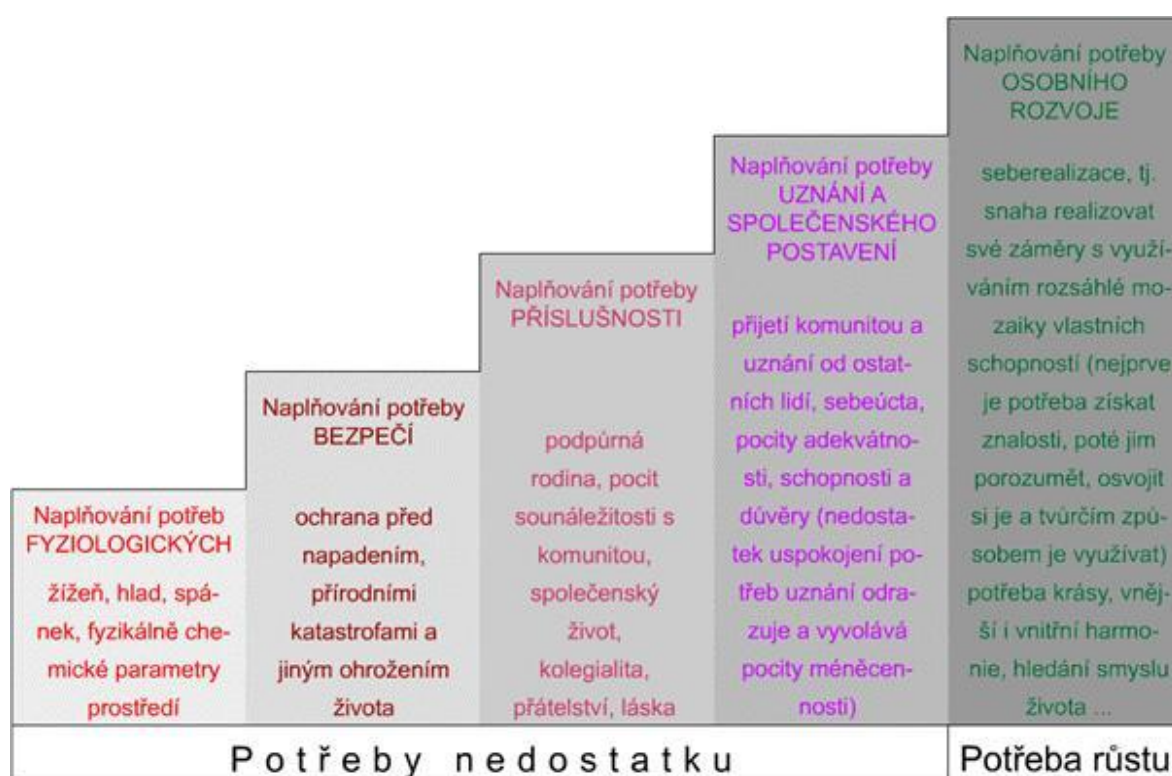 Naplňování potřeb
FYZIOLOGICKÝCH
žížeň, hlad, spá-
nek, fyzikálně che-
mické parametry
prostředí
Naplňování potřeby
BEZPEČÍ
ochrana před
napadením,
přírodními
katastrofami a
jiným ohrožením
života
Naplňování potřeby
PŘÍSLUŠNOSTI
podpůrná
rodina, pocit
sounáležitosti s
komunitou,
společenský
život,
kolegialita,
přátelství, láska
Naplňování potřeby
UZNÁNÍ A
SPOLEČENSKÉHO
POSTAVENÍ
přijetí komunitou a
uznání od ostat-
ních lidí, sebeúcta,
pocity adekvátno-
sti, schopnosti a
důvěry (nedosta-
tek uspokojení po-
třeb uznání odra-
zuje a vyvolává
pocity méněcen-
nosti)
Naplňování potřeby
OSOBNÍHO
ROZVOJE
seberealizace, tj.
snaha realizovat
své záměry s využí-
váním rozsáhlé mo-
zaiky vlastních
schopností (nejprve
je potřeba získat
znalosti, poté jim
porozumět, osvojit
si je a tvůrčím způ-
sobem je využívat)
potřeba krásy, vněj-
ší i vnitřní harmo-
nie, hledání smyslu
života ...
Potřeby nedostatku
Potřeba růstu